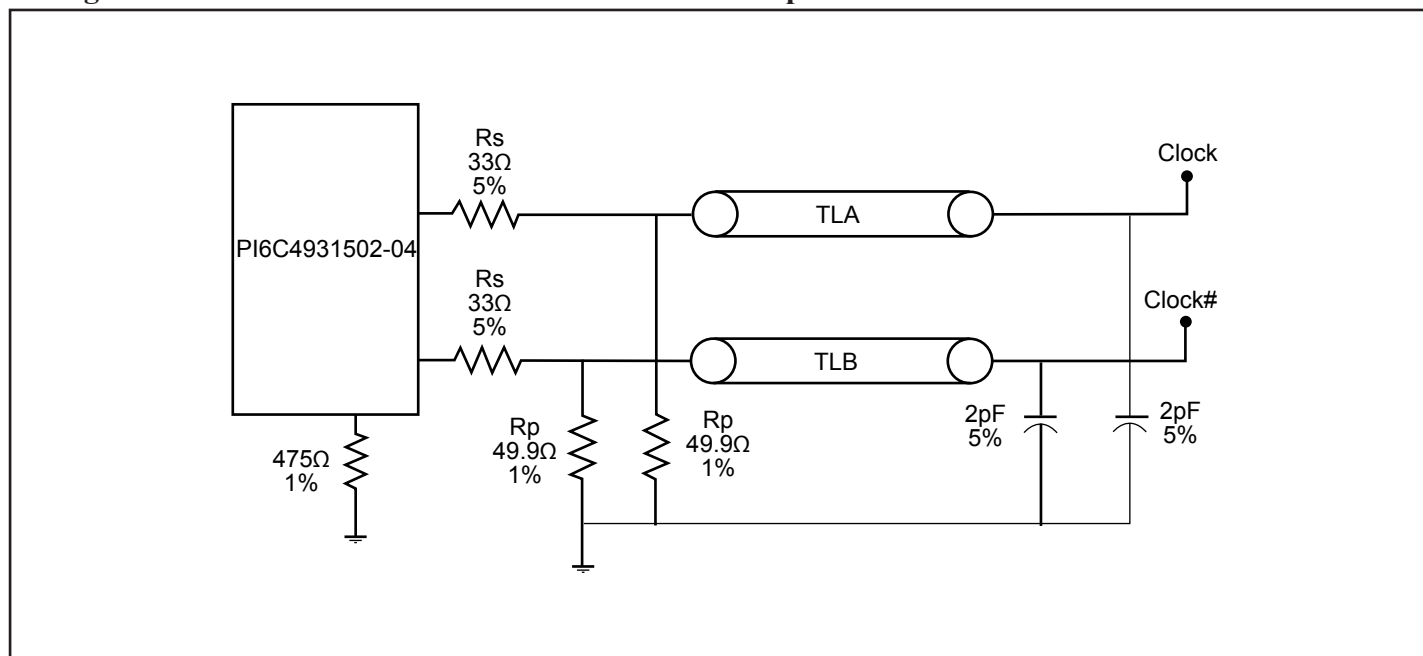 Rs
33Ω
5%
Clock
TLA
PI6C4931502-04
Rs
33Ω
5%
Clock#
TLB
Rp
49.9Ω
1%
Rp
49.9Ω
1%
2pF
5%
2pF
5%
475Ω
1%